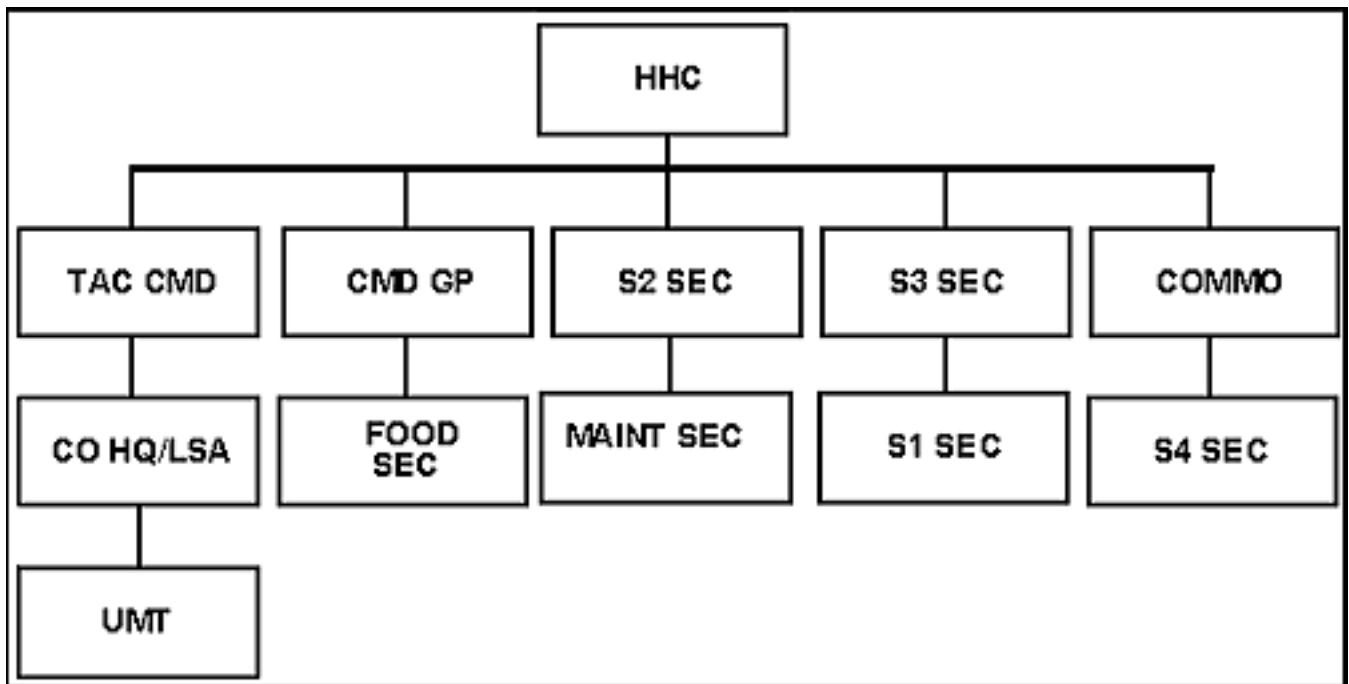 HHC
TAC CMD
CMD GP
S2 SEC
S3 SEC
COMMO
CO HQ/LSA
FOOD
SEC
MAINT SEC
S1 SEC
S4 SEC
UMT